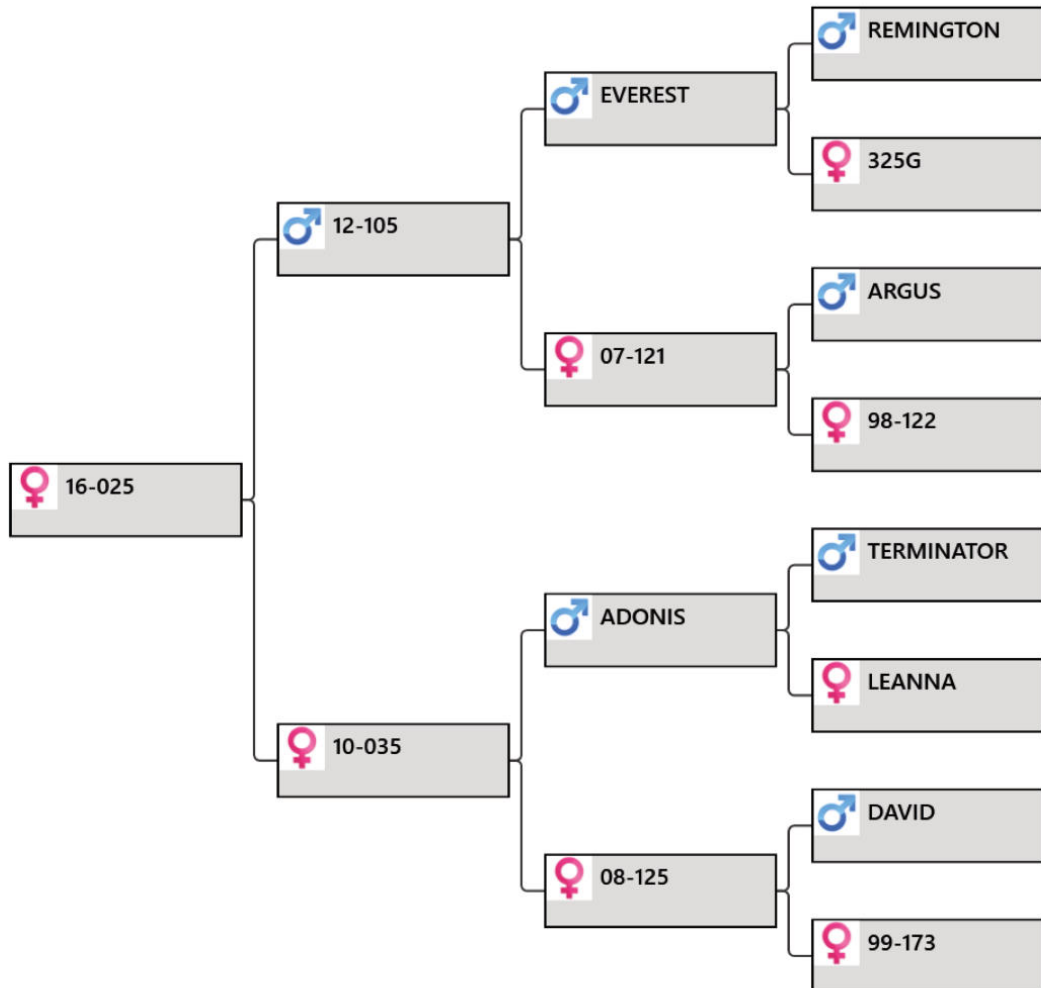 REMINGTON
EVEREST
325G
12-105
ARGUS
07-121
98-122
16-025
TERMINATOR
ADONIS
LEANNA
10-035
DAVID
08-125
99-173